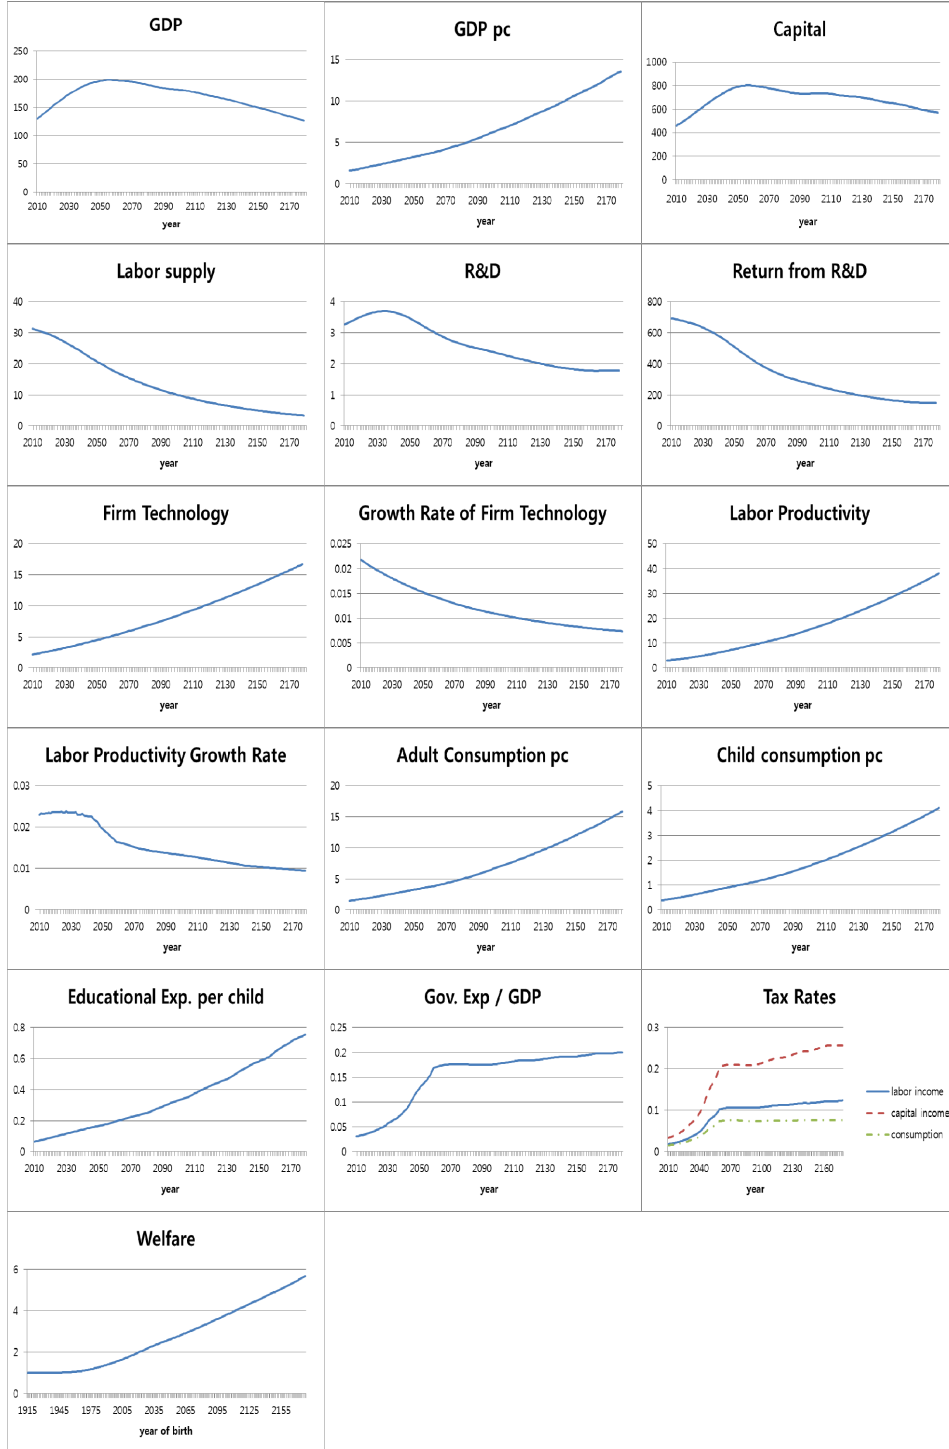 GDP
250
200
150
100
50
0
2010 2030 2050 2070 2090 2110 2130 2150 2170
year
GDP pc
15
10
5
0
2010 2030 2050 2070 2090 2110 2130 2150 2170
year
Capital
1000
800
600
400
200
0
2010 2030 2050 2070 2090 2110 2130 2150 2170
year
Labor supply
40
30
20
10
0
2010 2030 2050 2070 2090 2110 2130 2150 2170
year
R&D
4
3
2
1
0
2010 2030 2050 2070 2090 2110 2130 2150 2170
year
Return from R&D
800
600
400
200
0
2010 2030 2050 2070 2090 2110 2130 2150 2170
year
Firm Technology
20
15
10
5
0
2010 2030 2050 2070 2090 2110 2130 2150 2170
year
Growth Rate of Firm Technology
0.025
0.02
0.015
0.01
0.005
0
2010 2030 2050 2070 2090 2110 2130 2150 2170
year
Labor Productivity
50
40
30
20
10
0
2010 2030 2050 2070 2090 2110 2130 2150 2170
year
Labor Productivity Growth Rate
0.03
0.02
0.01
0
2010 2030 2050 2070 2090 2110 2130 2150 2170
year
Adult Consumption pc
20
15
10
5
0
2010 2030 2050 2070 2090 2110 2130 2150 2170
year
Child consumption pc
5
4
3
2
1
0
2010 2030 2050 2070 2090 2110 2130 2150 2170
year
Educational Exp. per child
0.8
0.6
0.4
0.2
0
2010 2030 2050 2070 2090 2110 2130 2150 2170
year
Gov. Exp / GDP
0.25
0.2
0.15
0.1
0.05
0
2010 2030 2050 2070 2090 2110 2130 2150 2170
year
Tax Rates
0.3
0.2
0.1
0
2010 2040 2070 2100 2130 2160
year
labor income
capital income
consumption
Welfare
6
4
2
0
1915 1945 1975 2005 2035 2065 2095 2125 2155
year of birth